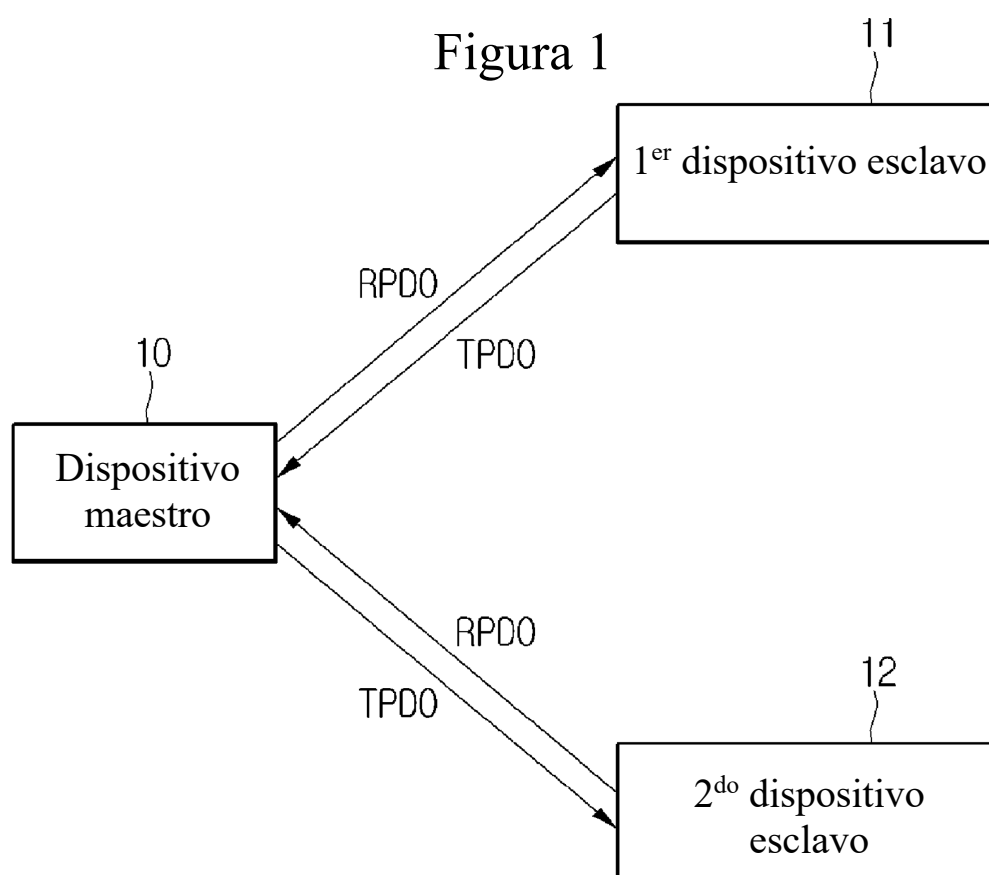 Figura 1
11
1er dispositivo esclavo
RPDO
TPDO
10
Dispositivo
maestro
RPDO
TPDO
12
2do dispositivo
esclavo